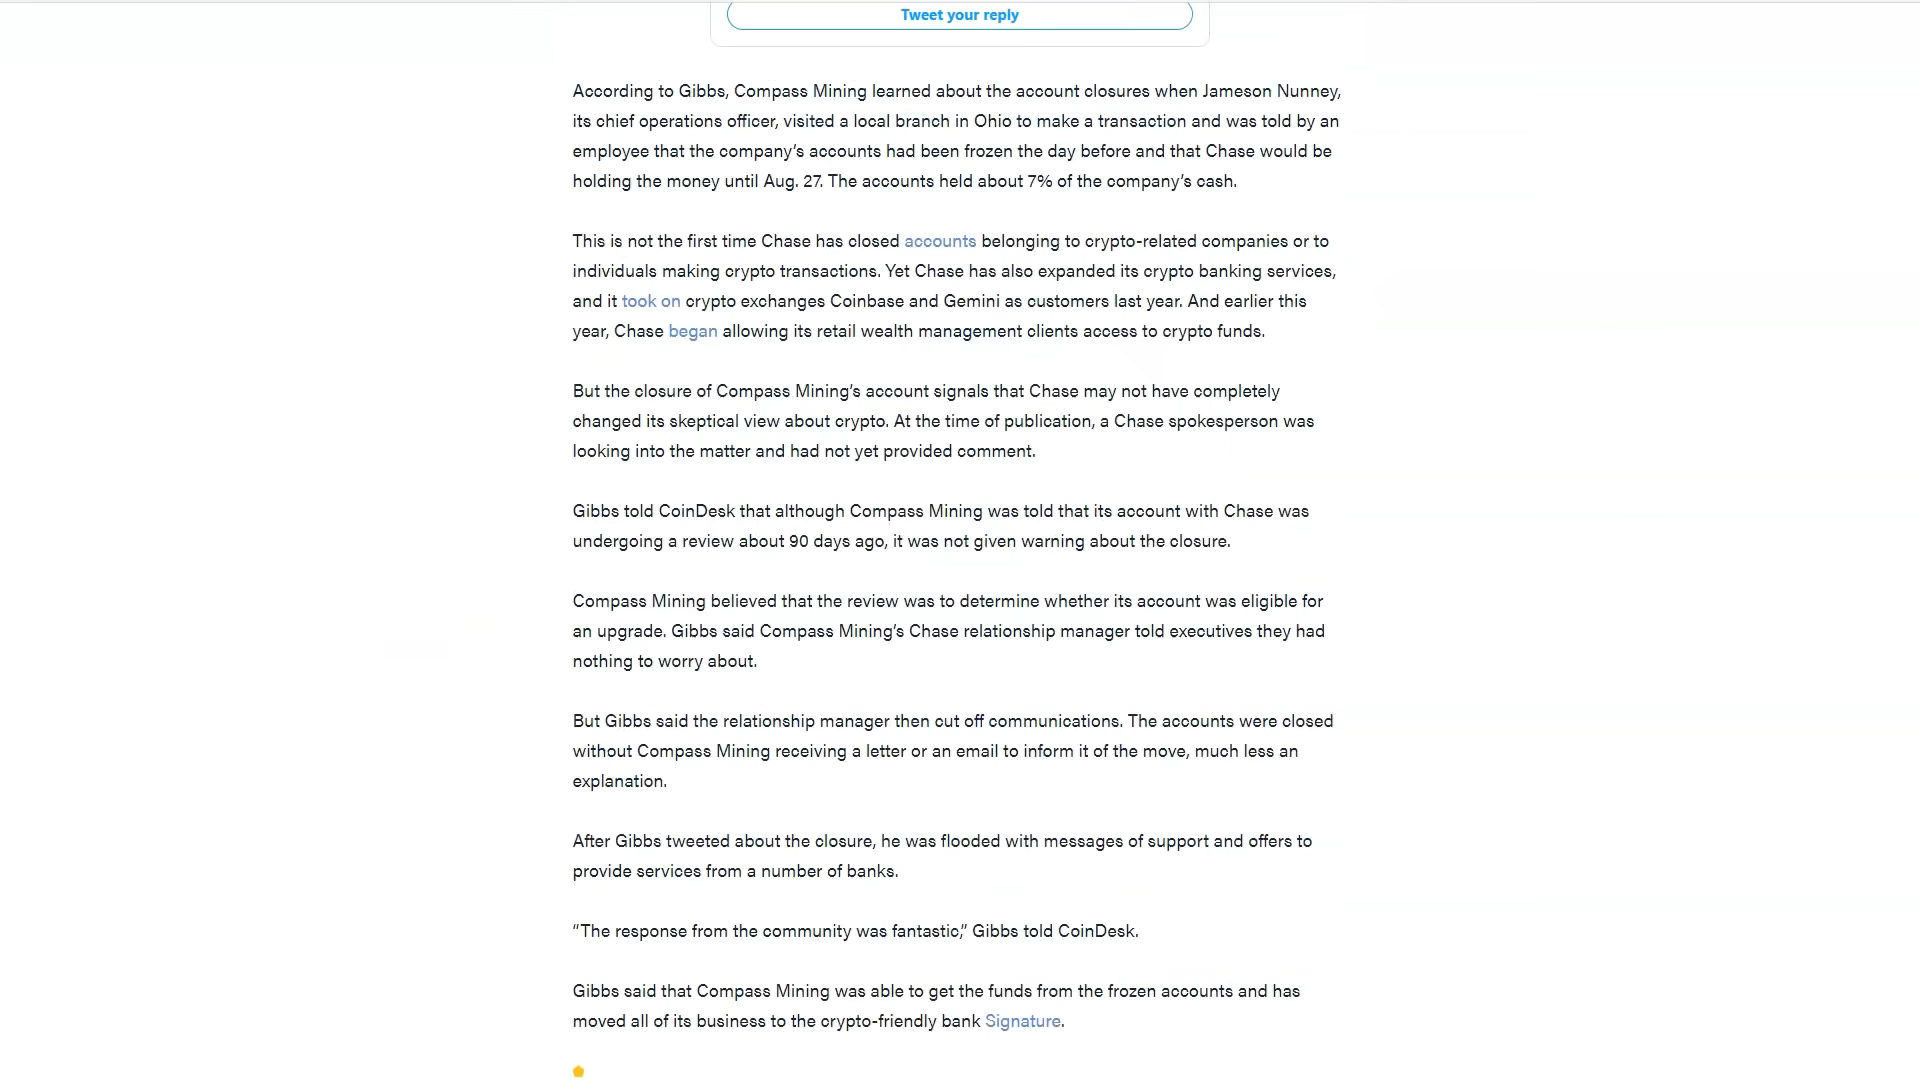 Tweet your reply
According to Gibbs, Compass Mining learned about the account closures when Jameson Nunney,
its chief operations officer, visited a local branch in Ohio to make a transaction and was told by an
employee that the company’s accounts had been frozen the day before and that Chase would be
holding the money until Aug. 27. The accounts held about 7% of the company’s cash.
This is not the first time Chase has closed accounts belonging to crypto-related companies or to
individuals making crypto transactions. Yet Chase has also expanded its crypto banking services,
and it took on crypto exchanges Coinbase and Gemini as customers last year. And earlier this
year, Chase began allowing its retail wealth management clients access to crypto funds.
But the closure of Compass Mining’s account signals that Chase may not have completely
changed its skeptical view about crypto. At the time of publication, a Chase spokesperson was
looking into the matter and had not yet provided comment.
Gibbs told CoinDesk that although Compass Mining was told that its account with Chase was
undergoing a review about 90 days ago, it was not given warning about the closure.
Compass Mining believed that the review was to determine whether its account was eligible for
an upgrade. Gibbs said Compass Mining’s Chase relationship manager told executives they had
nothing to worry about.
But Gibbs said the relationship manager then cut off communications. The accounts were closed
without Compass Mining receiving a letter or an email to inform it of the move, much less an
explanation.
After Gibbs tweeted about the closure, he was flooded with messages of support and offers to
provide services from a number of banks.
“The response from the community was fantastic,” Gibbs told CoinDesk.
Gibbs said that Compass Mining was able to get the funds from the frozen accounts and has
moved all of its business to the crypto-friendly bank Signature.